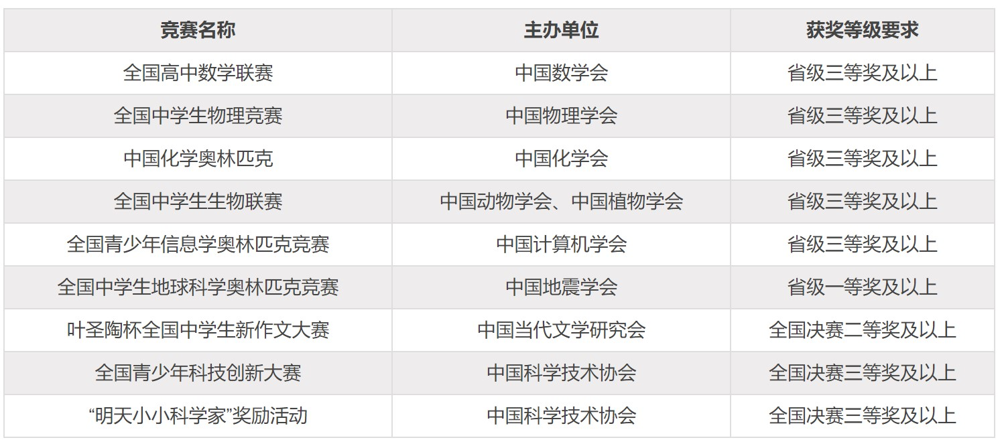 竞赛名称 主办单位 获奖等级要求
全国高中数学联赛 中国数学会 省级三等奖及以上
全国中学生物理竞赛 中国物理学会 省级三等奖及以上
中国化学奥林匹克 中国化学会 省级三等奖及以上
全国中学生生物联赛 中国动物学会、中国植物学会 省级三等奖及以上
全国青少年信息学奥林匹克竞赛 中国计算机学会 省级三等奖及以上
全国中学生地球科学奥林匹克竞赛 中国地震学会 省级一等奖及以上
叶圣陶杯全国中学生新作文大赛 中国当代文学研究会 全国决赛二等奖及以上
全国青少年科技创新大赛 中国科学技术协会 全国决赛三等奖及以上
“明天小小科学家”奖励活动 中国科学技术协会 全国决赛三等奖及以上